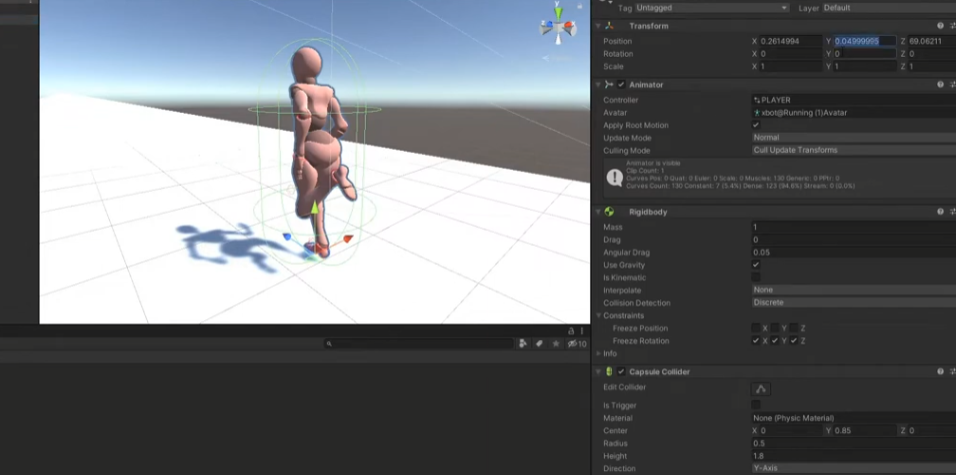 Tag Untagged Layer Default
Transform
Position X 0.2614994 Y 0.04999995 Z 69.06211
Rotation X 0 Y 0 Z 0
Scale X 1 Y 1 Z 1
Animator
Controller PLAYER
Avatar xbot@Running (1)Avatar
Apply Root Motion
Update Mode Normal
Culling Mode Cull Update Transforms
Animator is visible
Clip Count: 1
Curves Pos: 0 Quat: 0 Euler: 0 Scale: 0 Muscles: 130 Generic: 0 PPtr: 0
Curves Count: 130 Constant: 7 (5.4%) Dense: 123 (94.6%) Stream: 0 (0.0%)
Rigidbody
Mass 1
Drag 0
Angular Drag 0.05
Use Gravity
Is Kinematic
Interpolate None
Collision Detection Discrete
Constraints
Freeze Position X Y Z
Freeze Rotation X Y Z
Info
10
Capsule Collider
Edit Collider
Is Trigger
Material None (Physic Material)
Center X 0 Y 0.85 Z 0
Radius 0.5
Height 1.8
Direction Y-Axis